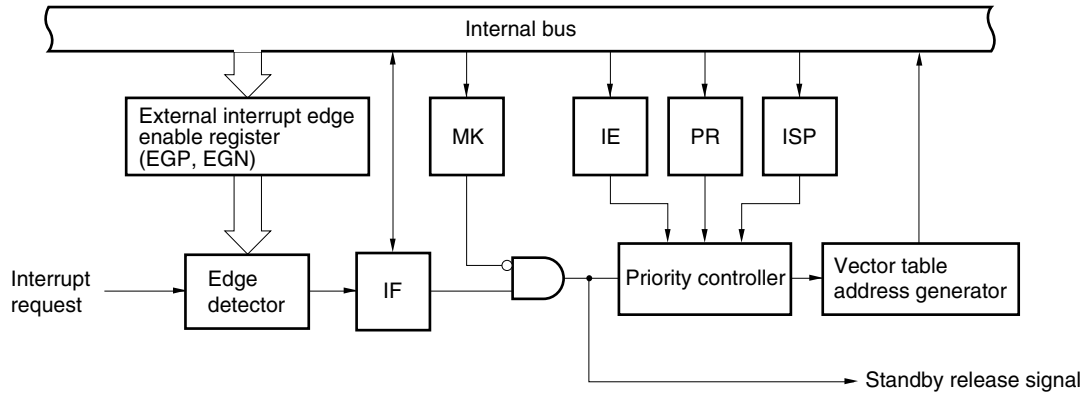 Internal bus
External interrupt edge
enable register
(EGP, EGN)
MK
IE
PR
ISP
Interrupt
request
Edge
detector
IF
Priority controller
Vector table
address generator
Standby release signal